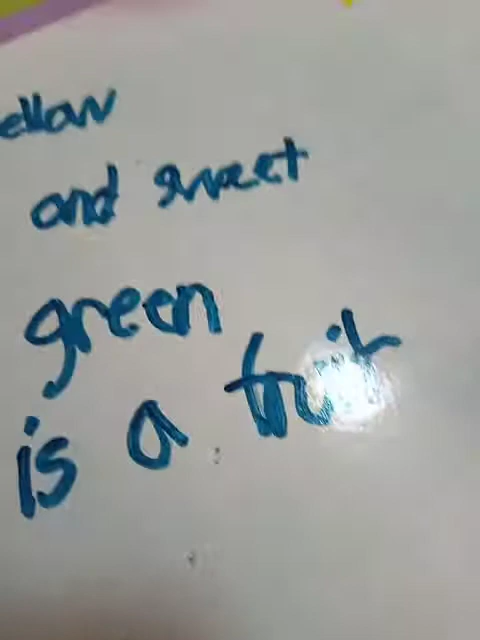 ellow
and sweet
green
is a fruit